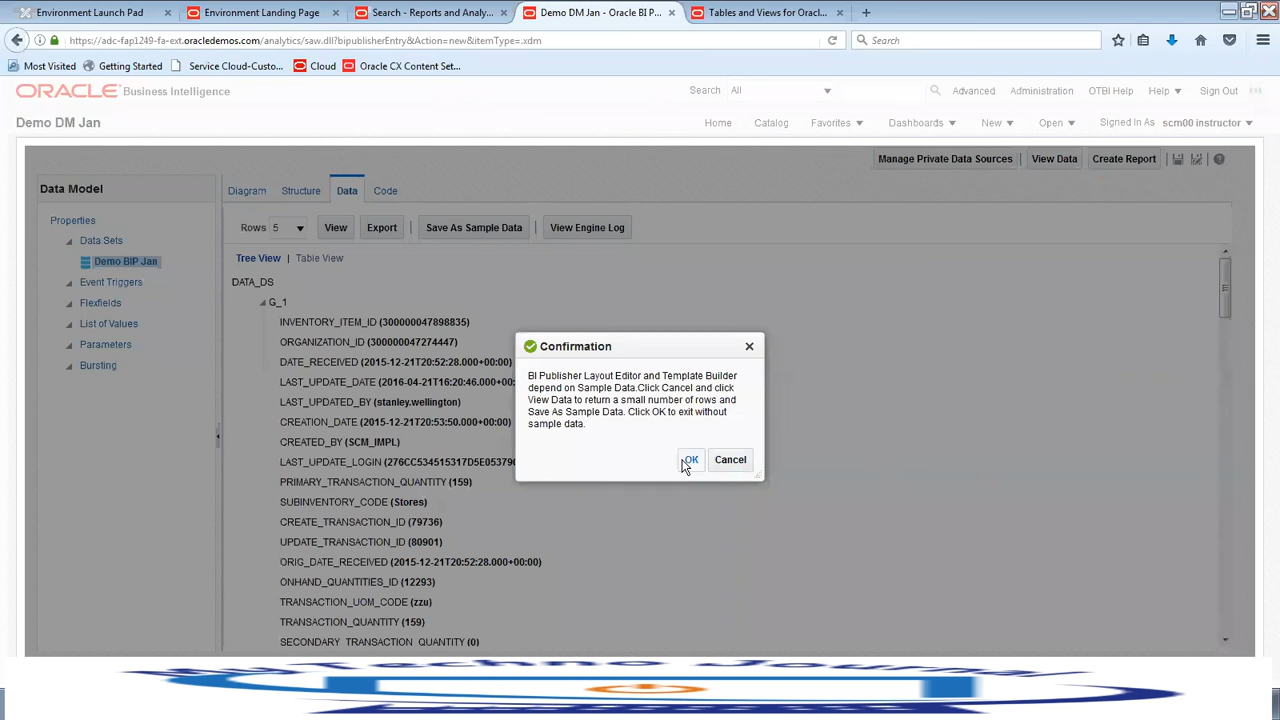 Environment Launch Pad
Environment Landing Page
Search - Reports and Analy...
Demo DM Jan - Oracle BI P...
Tables and Views for Oracl...
https://adc-fap1249-fa-ext.oracledemos.com/analytics/saw.dll?bipublisherEntry&Action=new&itemType=.xdm
Search
Most Visited
Getting Started
Service Cloud-Custo...
Cloud
Oracle CX Content Set...
ORACLE Business Intelligence
Search All
Advanced
Administration
OTBI Help
Help
Sign Out
Demo DM Jan
Home
Catalog
Favorites
Dashboards
New
Open
Signed In As scm00 instructor
Manage Private Data Sources
View Data
Create Report
Data Model
Diagram
Structure
Data
Code
Properties
Data Sets
Demo BIP Jan
Event Triggers
Flexfields
List of Values
Parameters
Bursting
Rows 5
View
Export
Save As Sample Data
View Engine Log
Tree View | Table View
DATA_DS
G_1
INVENTORY_ITEM_ID (300000047898835)
ORGANIZATION_ID (300000047274447)
DATE_RECEIVED (2015-12-21T20:52:28.000+00:00)
LAST_UPDATE_DATE (2016-04-21T16:20:46.000+0
LAST_UPDATED_BY (stanley.wellington)
CREATION_DATE (2015-12-21T20:53:50.000+00:00)
CREATED_BY (SCM_IMPL)
LAST_UPDATE_LOGIN (276CC534515317D5E053796
PRIMARY_TRANSACTION_QUANTITY (159)
SUBINVENTORY_CODE (Stores)
CREATE_TRANSACTION_ID (79736)
UPDATE_TRANSACTION_ID (80901)
ORIG_DATE_RECEIVED (2015-12-21T20:52:28.000+00:00)
ONHAND_QUANTITIES_ID (12293)
TRANSACTION_UOM_CODE (zzu)
TRANSACTION_QUANTITY (159)
SECONDARY_TRANSACTION_QUANTITY (0)
Confirmation
BI Publisher Layout Editor and Template Builder
depend on Sample Data.Click Cancel and click
View Data to return a small number of rows and
Save As Sample Data. Click OK to exit without
sample data.
OK
Cancel